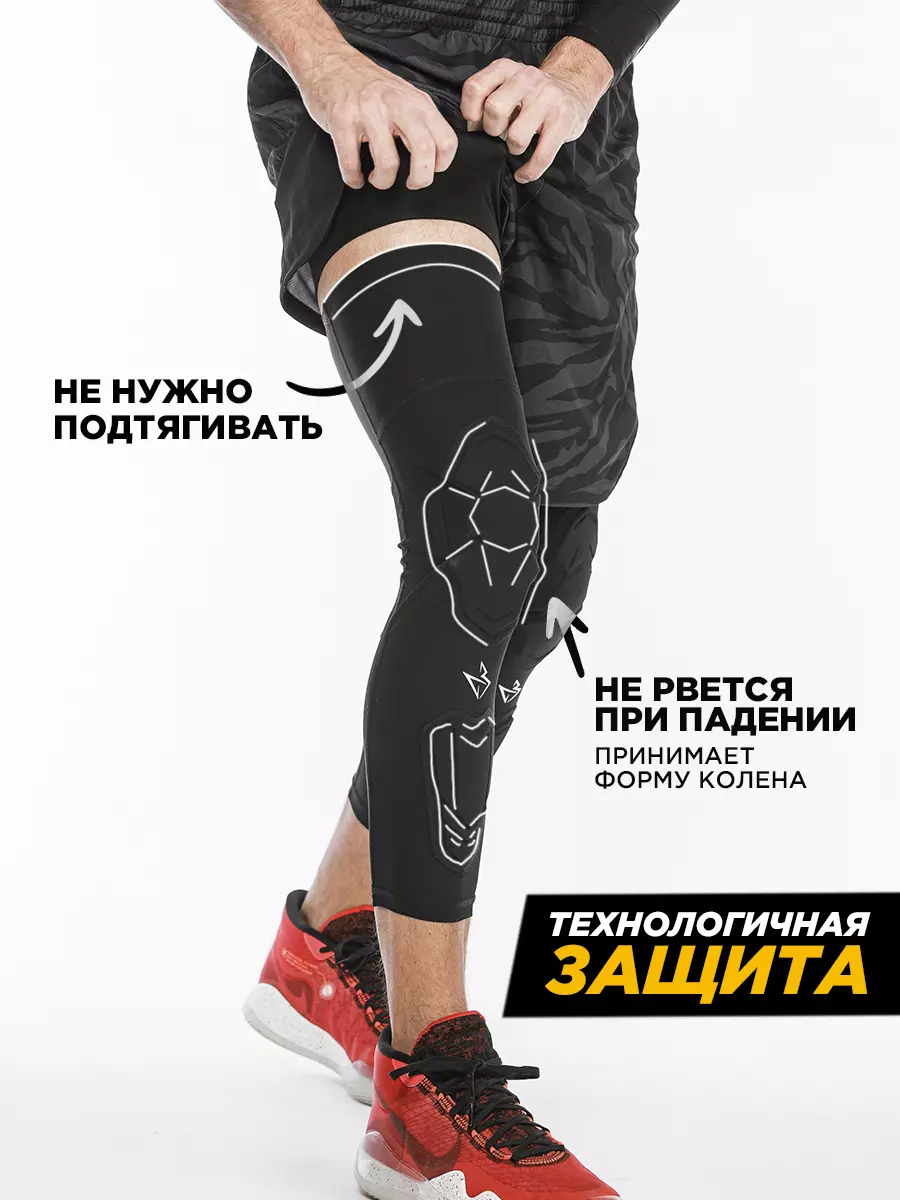 НЕ НУЖНО
ПОДТЯГИВАТЬ
НЕ РВЕТСЯ
ПРИ ПАДЕНИИ
ПРИНИМАЕТ
ФОРМУ КОЛЕНА
ТЕХНОЛОГИЧНАЯ
ЗАЩИТА